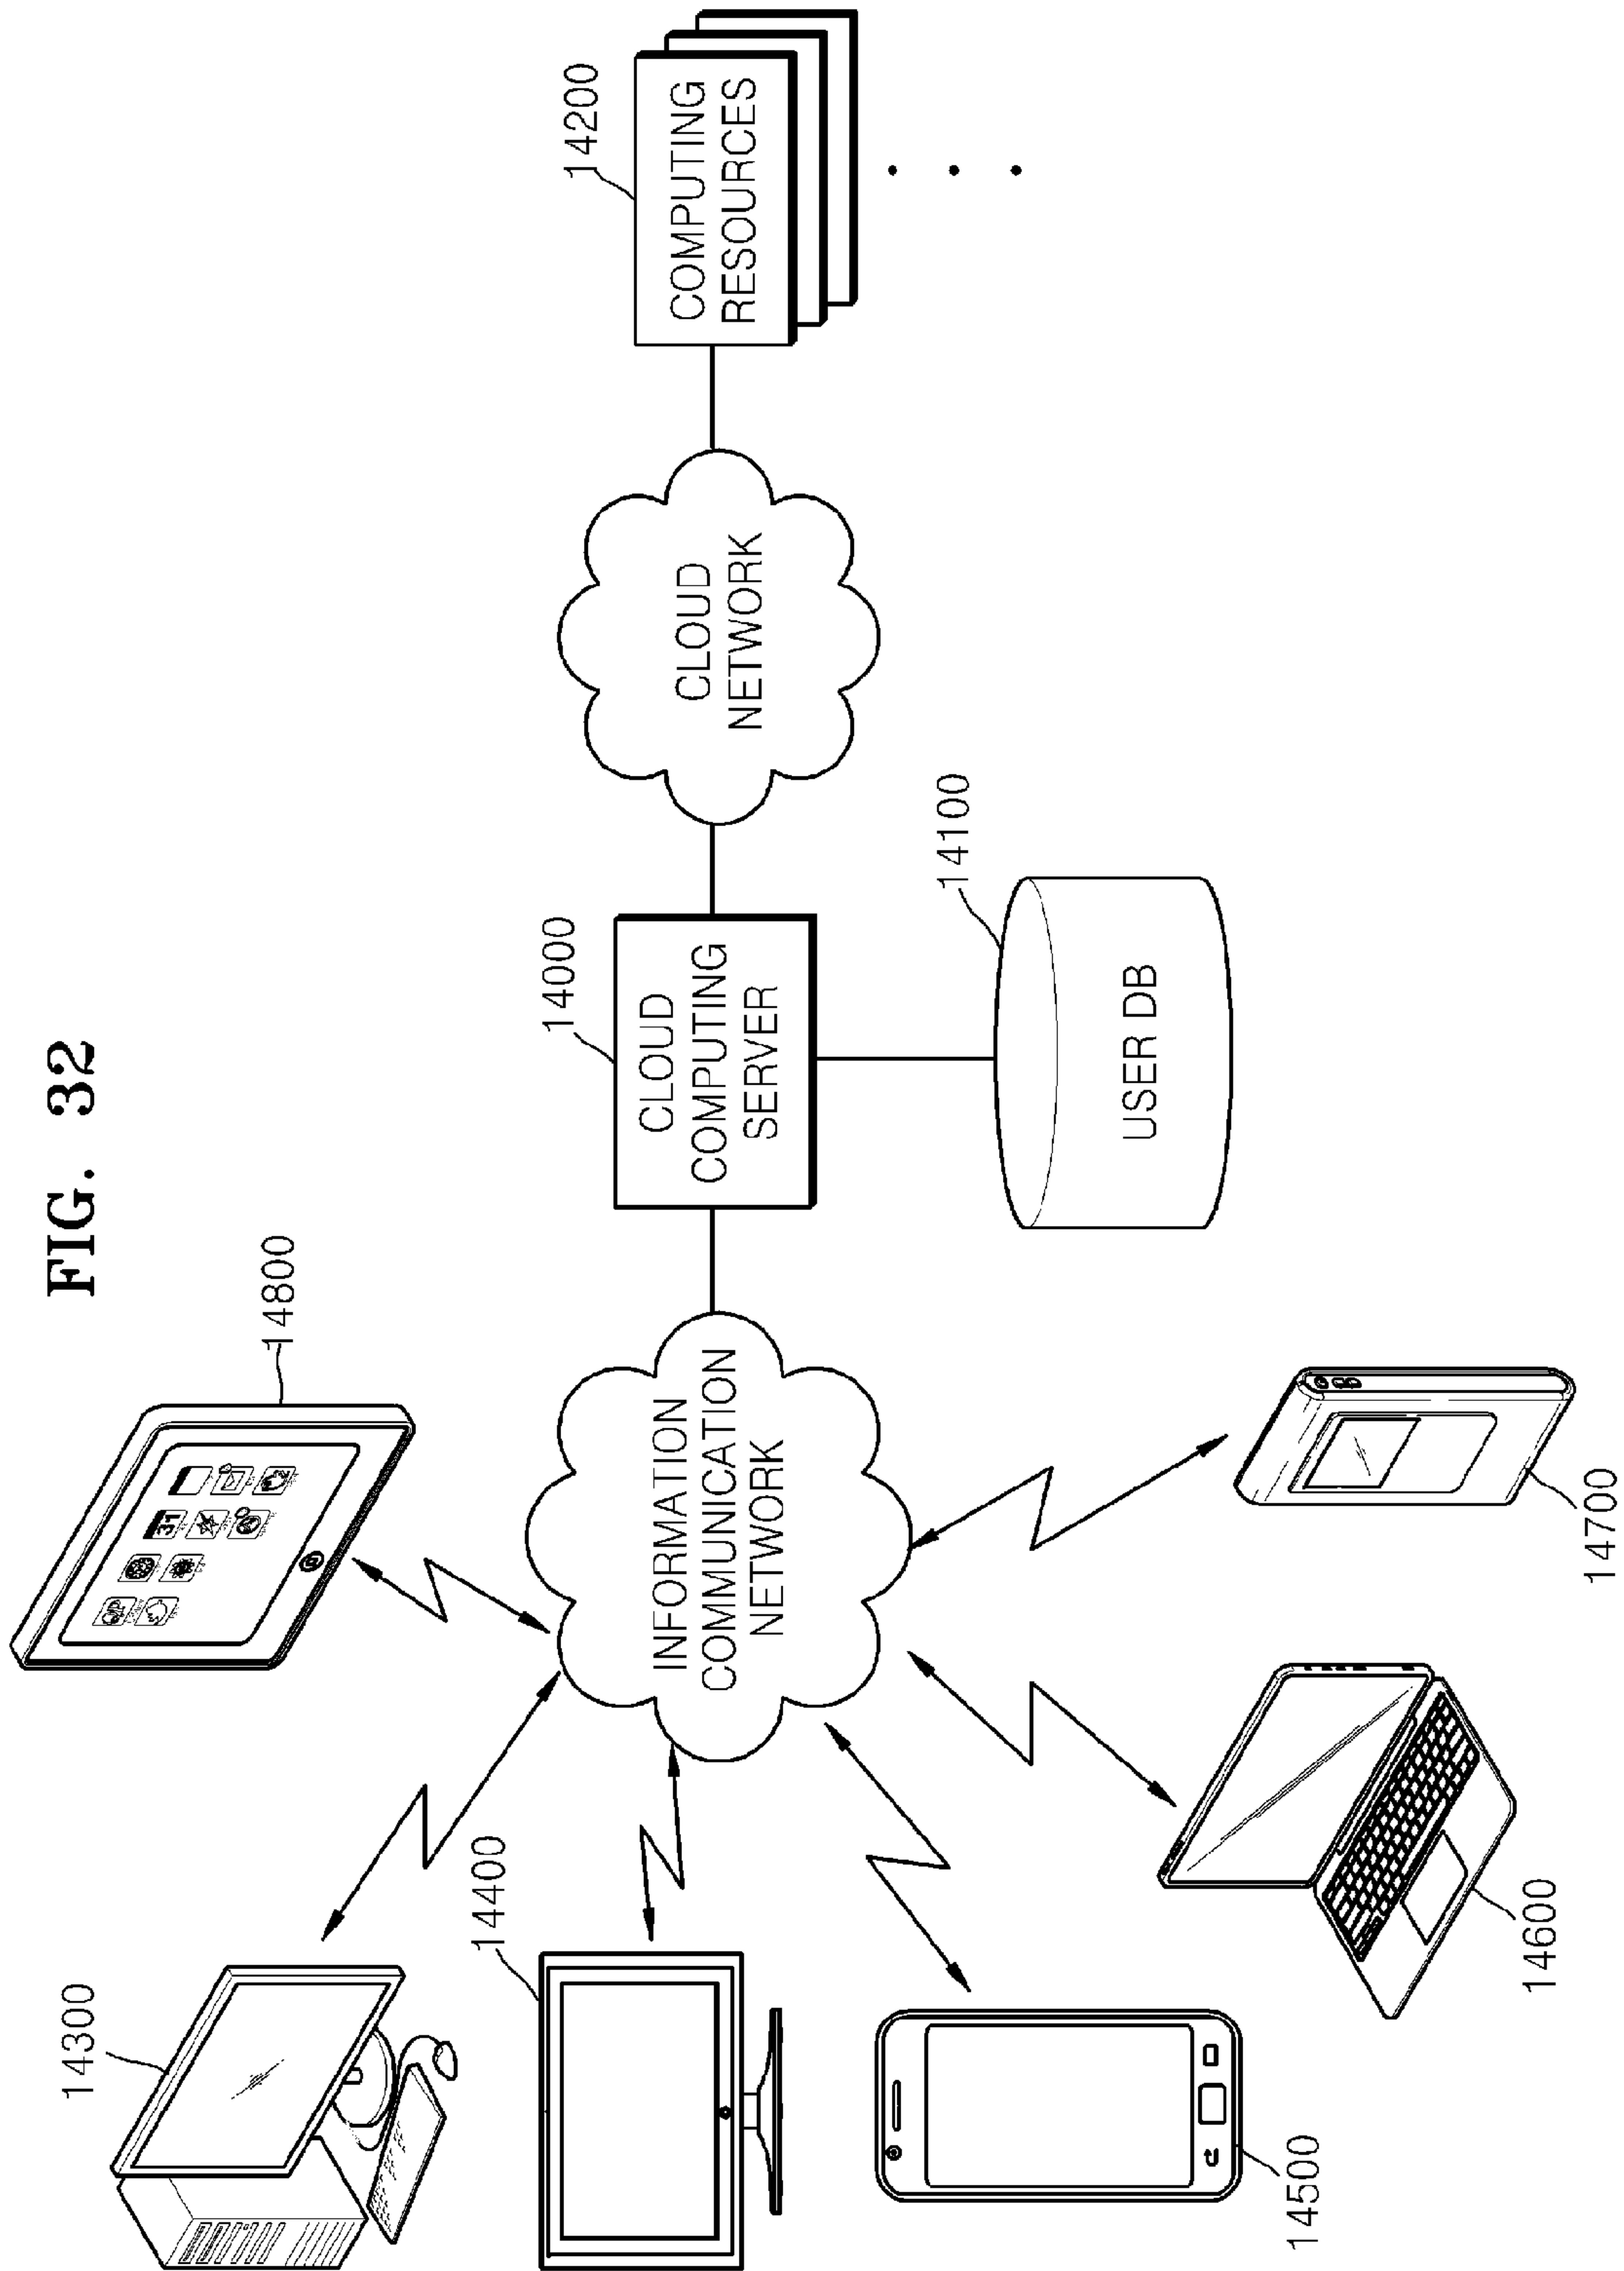 FIG. 32
14800
14300
31
14400
INFORMATION
COMMUNICATION
NETWORK
14000
CLOUD
COMPUTING
SERVER
CLOUD
NETWORK
14200
COMPUTING
RESOURCES
14100
USER DB
14500
14600
14700